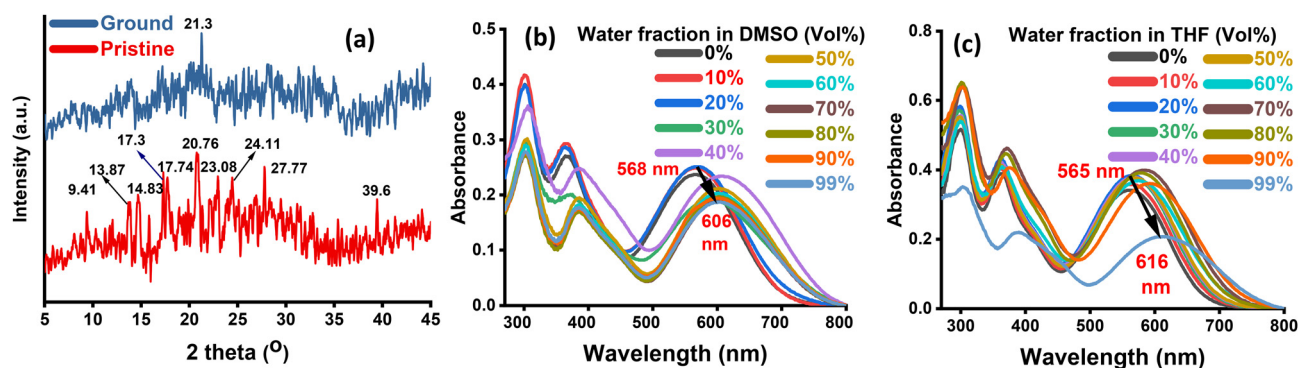 (a)
Ground
Pristine
21.3
17.3
13.87
9.41
14.83
17.74
20.76
23.08
24.11
27.77
39.6
Intensity (a.u.)
5 10 15 20 25 30 35 40 45
2 theta (O)
(b)
Water fraction in DMSO (Vol%)
0% 50%
10% 60%
20% 70%
30% 80%
40% 90%
99%
568 nm
606
nm
Absorbance
0.5
0.4
0.3
0.2
0.1
0.0
300 400 500 600 700 800
Wavelength (nm)
(c)
Water fraction in THF (Vol%)
0% 50%
10% 60%
20% 70%
30% 80%
40% 90%
99%
565 nm
616
nm
Absorbance
0.8
0.6
0.4
0.2
0.0
300 400 500 600 700 800
Wavelength (nm)